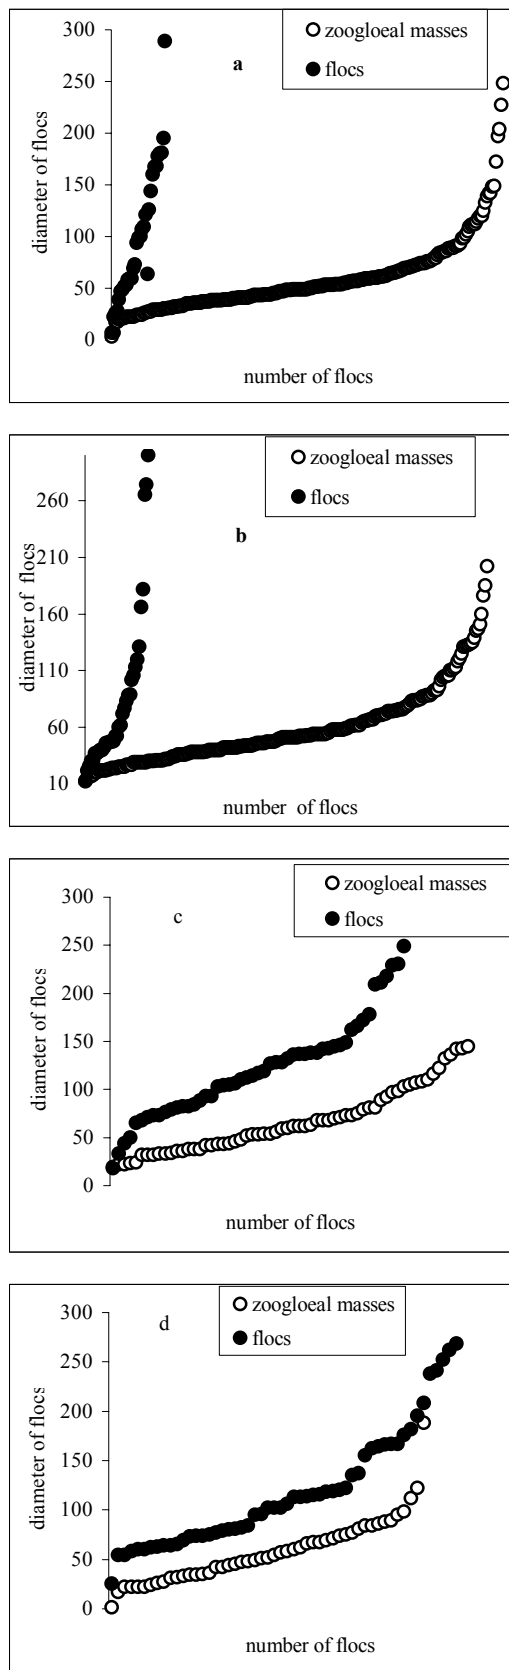 300
250
200
150
100
50
0
diameter of flocs
a
zoogloeal masses
flocs
number of flocs
260
210
160
110
60
10
diameter of flocs
b
zoogloeal masses
flocs
number of flocs
300
250
200
150
100
50
0
diameter of flocs
c
zoogloeal masses
flocs
number of flocs
300
250
200
150
100
50
0
diameter of flocs
d
zoogloeal masses
flocs
number of flocs